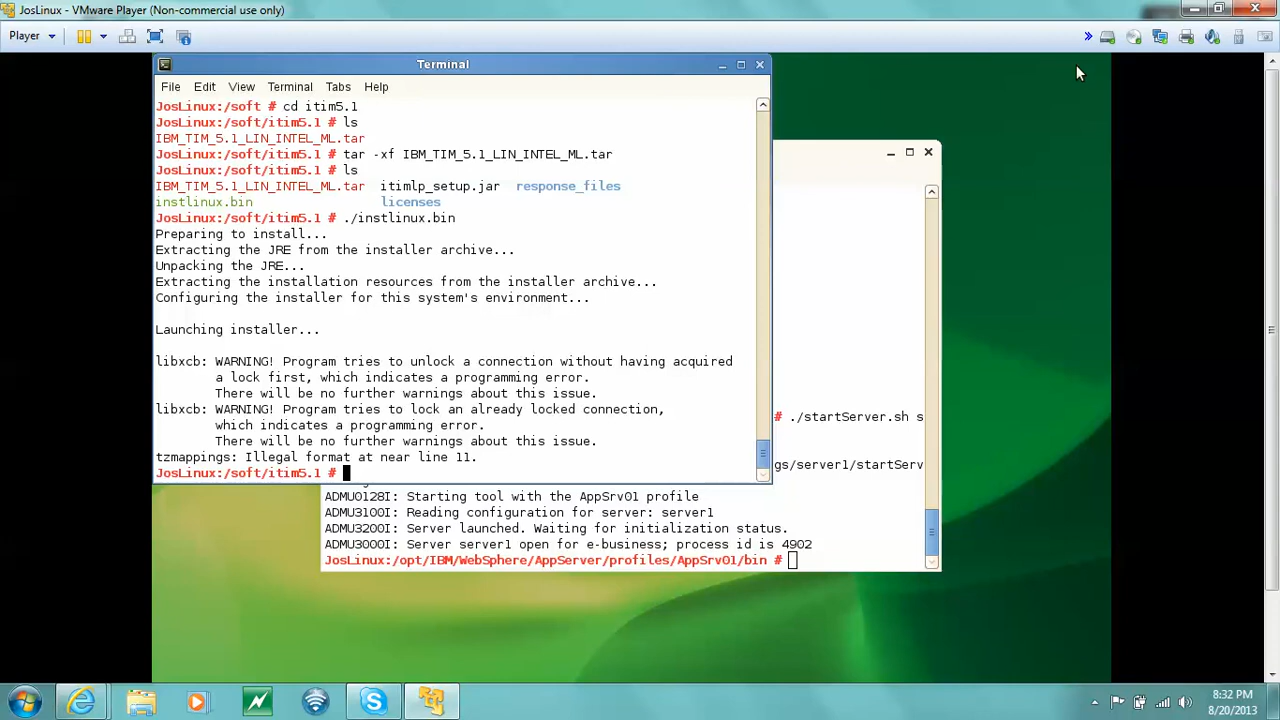 JosLinux - VMware Player (Non-commercial use only)
Player
Terminal
File Edit View Terminal Tabs Help
JosLinux:/soft # cd itim5.1
JosLinux:/soft/itim5.1 # ls
IBM_TIM_5.1_LIN_INTEL_ML.tar
JosLinux:/soft/itim5.1 # tar -xf IBM_TIM_5.1_LIN_INTEL_ML.tar
JosLinux:/soft/itim5.1 # ls
IBM_TIM_5.1_LIN_INTEL_ML.tar itimlp_setup.jar response_files
instlinux.bin licenses
JosLinux:/soft/itim5.1 # ./instlinux.bin
Preparing to install...
Extracting the JRE from the installer archive...
Unpacking the JRE...
Extracting the installation resources from the installer archive...
Configuring the installer for this system's environment...
Launching installer...
libxcb: WARNING! Program tries to unlock a connection without having acquired
a lock first, which indicates a programming error.
There will be no further warnings about this issue.
libxcb: WARNING! Program tries to lock an already locked connection,
which indicates a programming error.
There will be no further warnings about this issue.
tzmappings: Illegal format at near line 11.
JosLinux:/soft/itim5.1 #
# ./startServer.sh s
gs/server1/startServ
ADMU0128I: Starting tool with the AppSrv01 profile
ADMU3100I: Reading configuration for server: server1
ADMU3200I: Server launched. Waiting for initialization status.
ADMU3000I: Server server1 open for e-business; process id is 4902
JosLinux:/opt/IBM/WebSphere/AppServer/profiles/AppSrv01/bin #
8:32 PM
8/20/2013